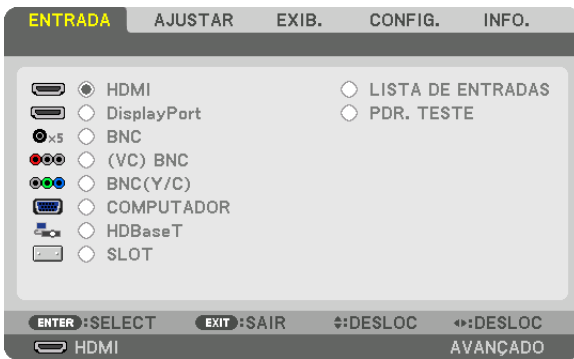 ENTRADA AJUSTAR EXIB. CONFIG. INFO.
HDMI LISTA DE ENTRADAS
DisplayPort PDR. TESTE
×5 BNC
(VC) BNC
BNC(Y/C)
COMPUTADOR
HDBaseT
SLOT
ENTER :SELECT EXIT :SAIR :DESLOC :DESLOC
HDMI AVANÇADO